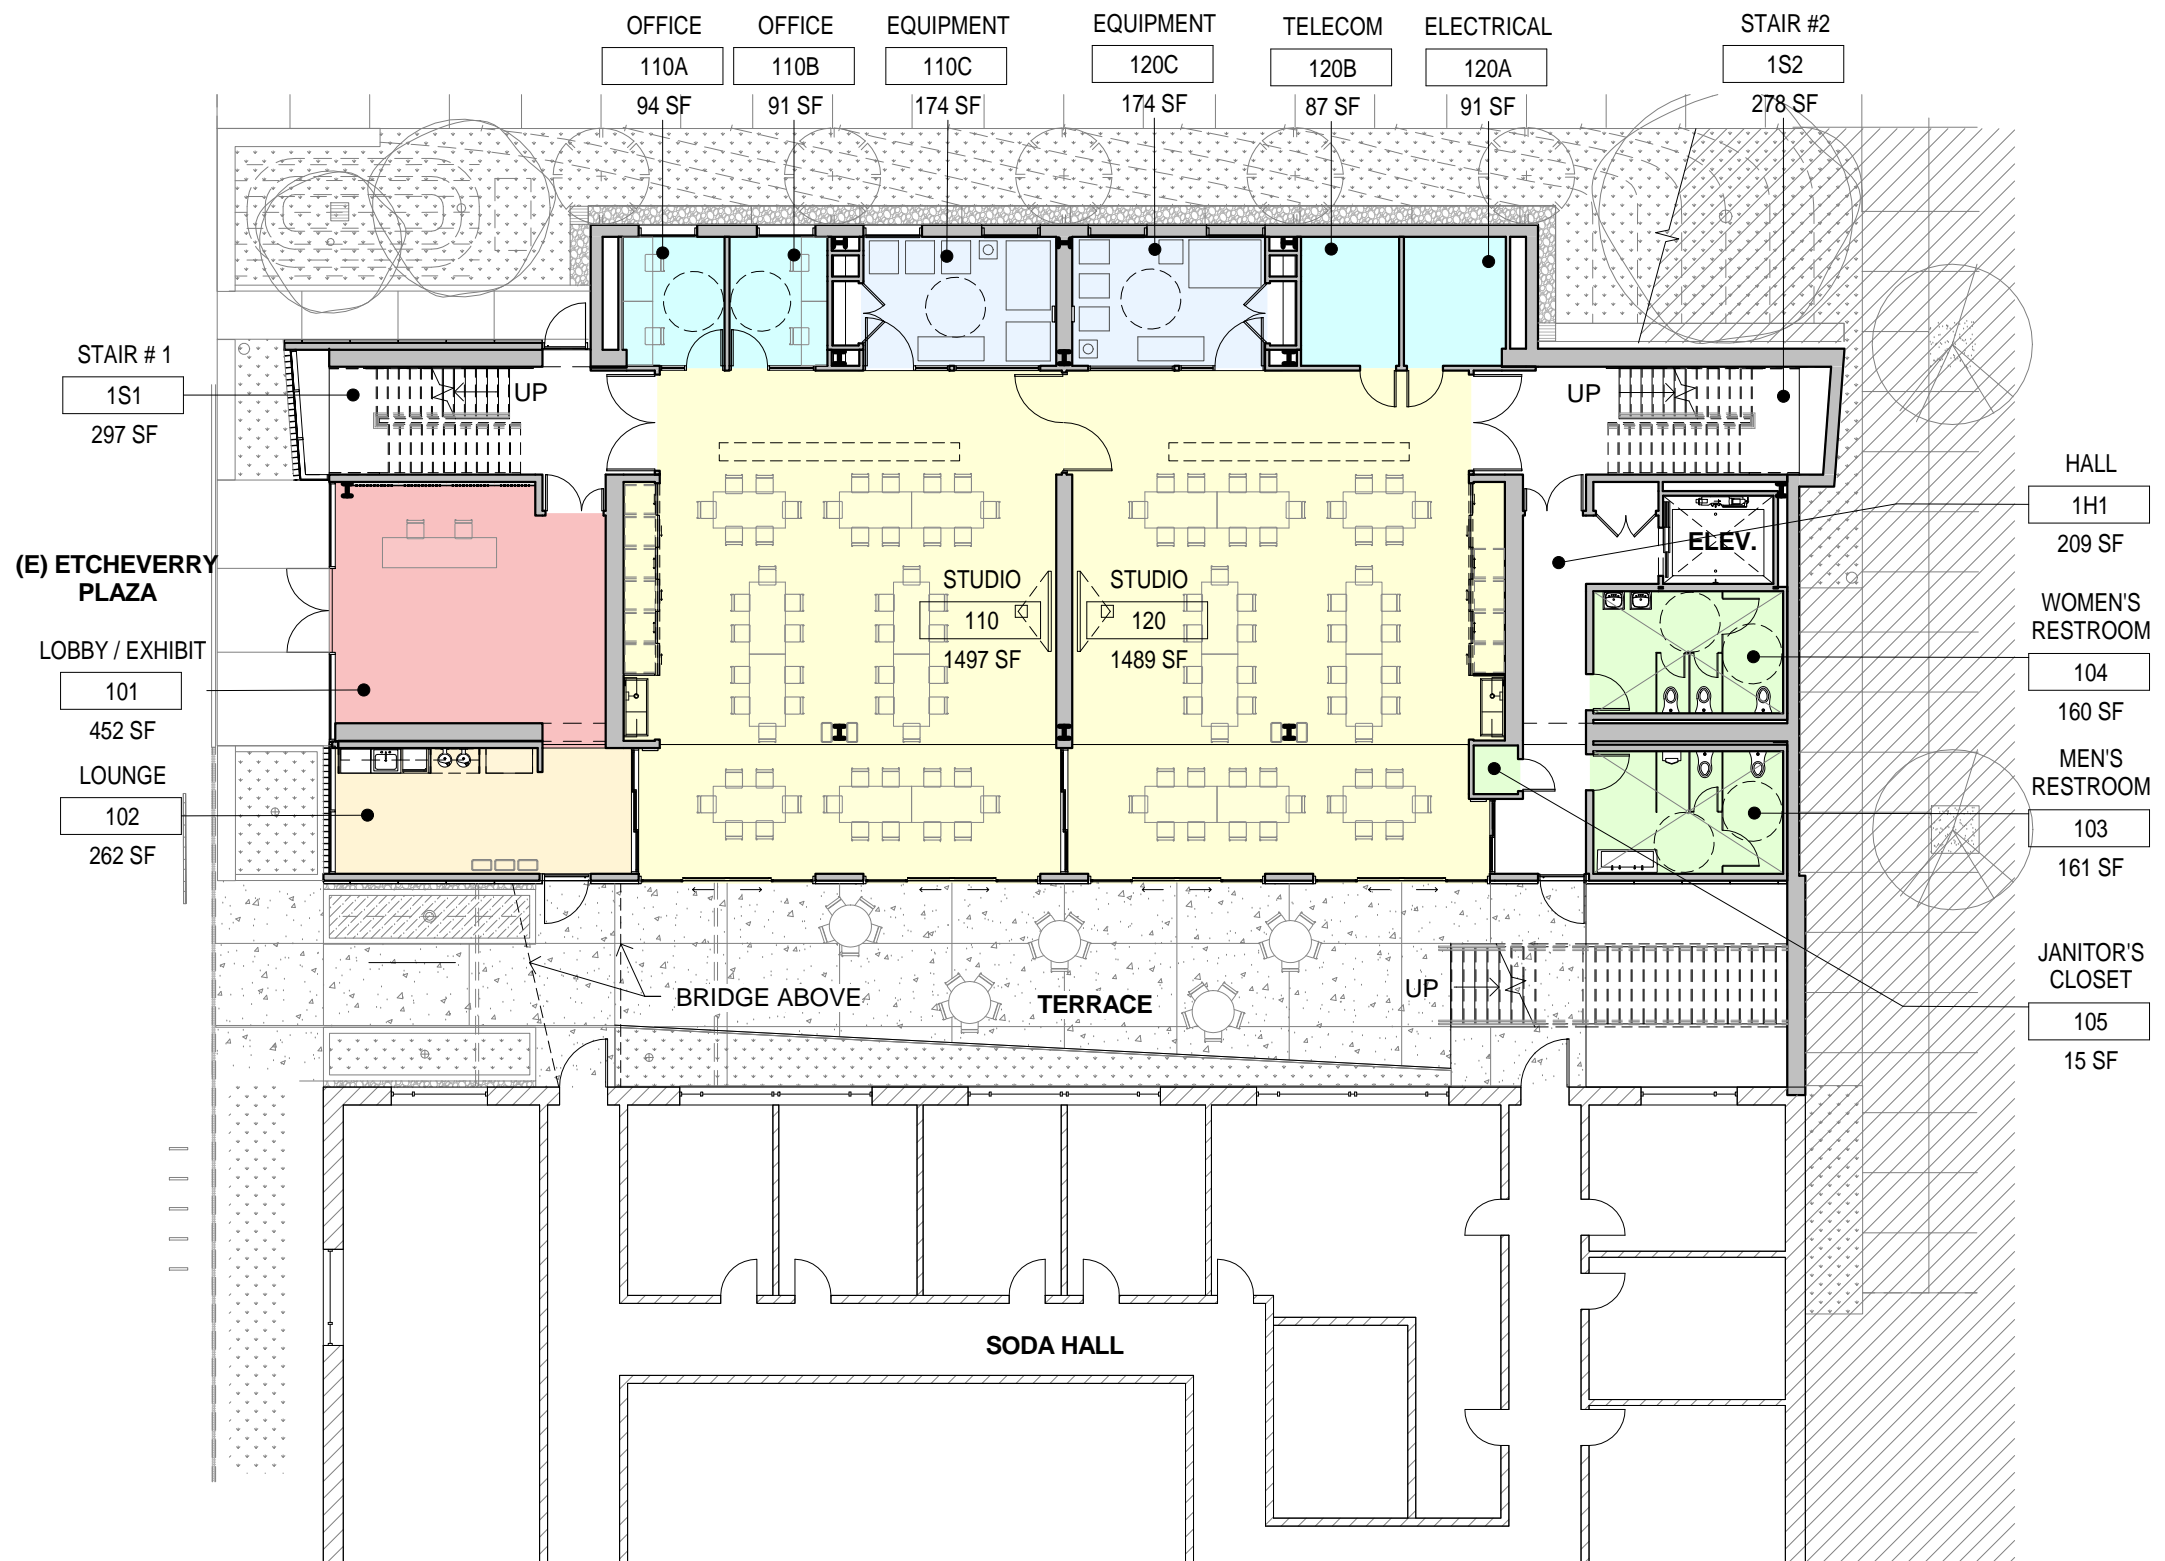 OFFICE
110A
94 SF
OFFICE
110B
91 SF
EQUIPMENT
110C
174 SF
EQUIPMENT
120C
174 SF
TELECOM
120B
87 SF
ELECTRICAL
120A
91 SF
STAIR #2
1S2
278 SF
STAIR # 1
1S1
297 SF
UP
UP
HALL
1H1
209 SF
ELEV.
(E) ETCHEVERRY
PLAZA
STUDIO
110
1497 SF
STUDIO
120
1489 SF
WOMEN'S
RESTROOM
104
160 SF
LOBBY / EXHIBIT
101
452 SF
LOUNGE
102
262 SF
MEN'S
RESTROOM
103
161 SF
BRIDGE ABOVE
TERRACE
UP
JANITOR'S
CLOSET
105
15 SF
SODA HALL